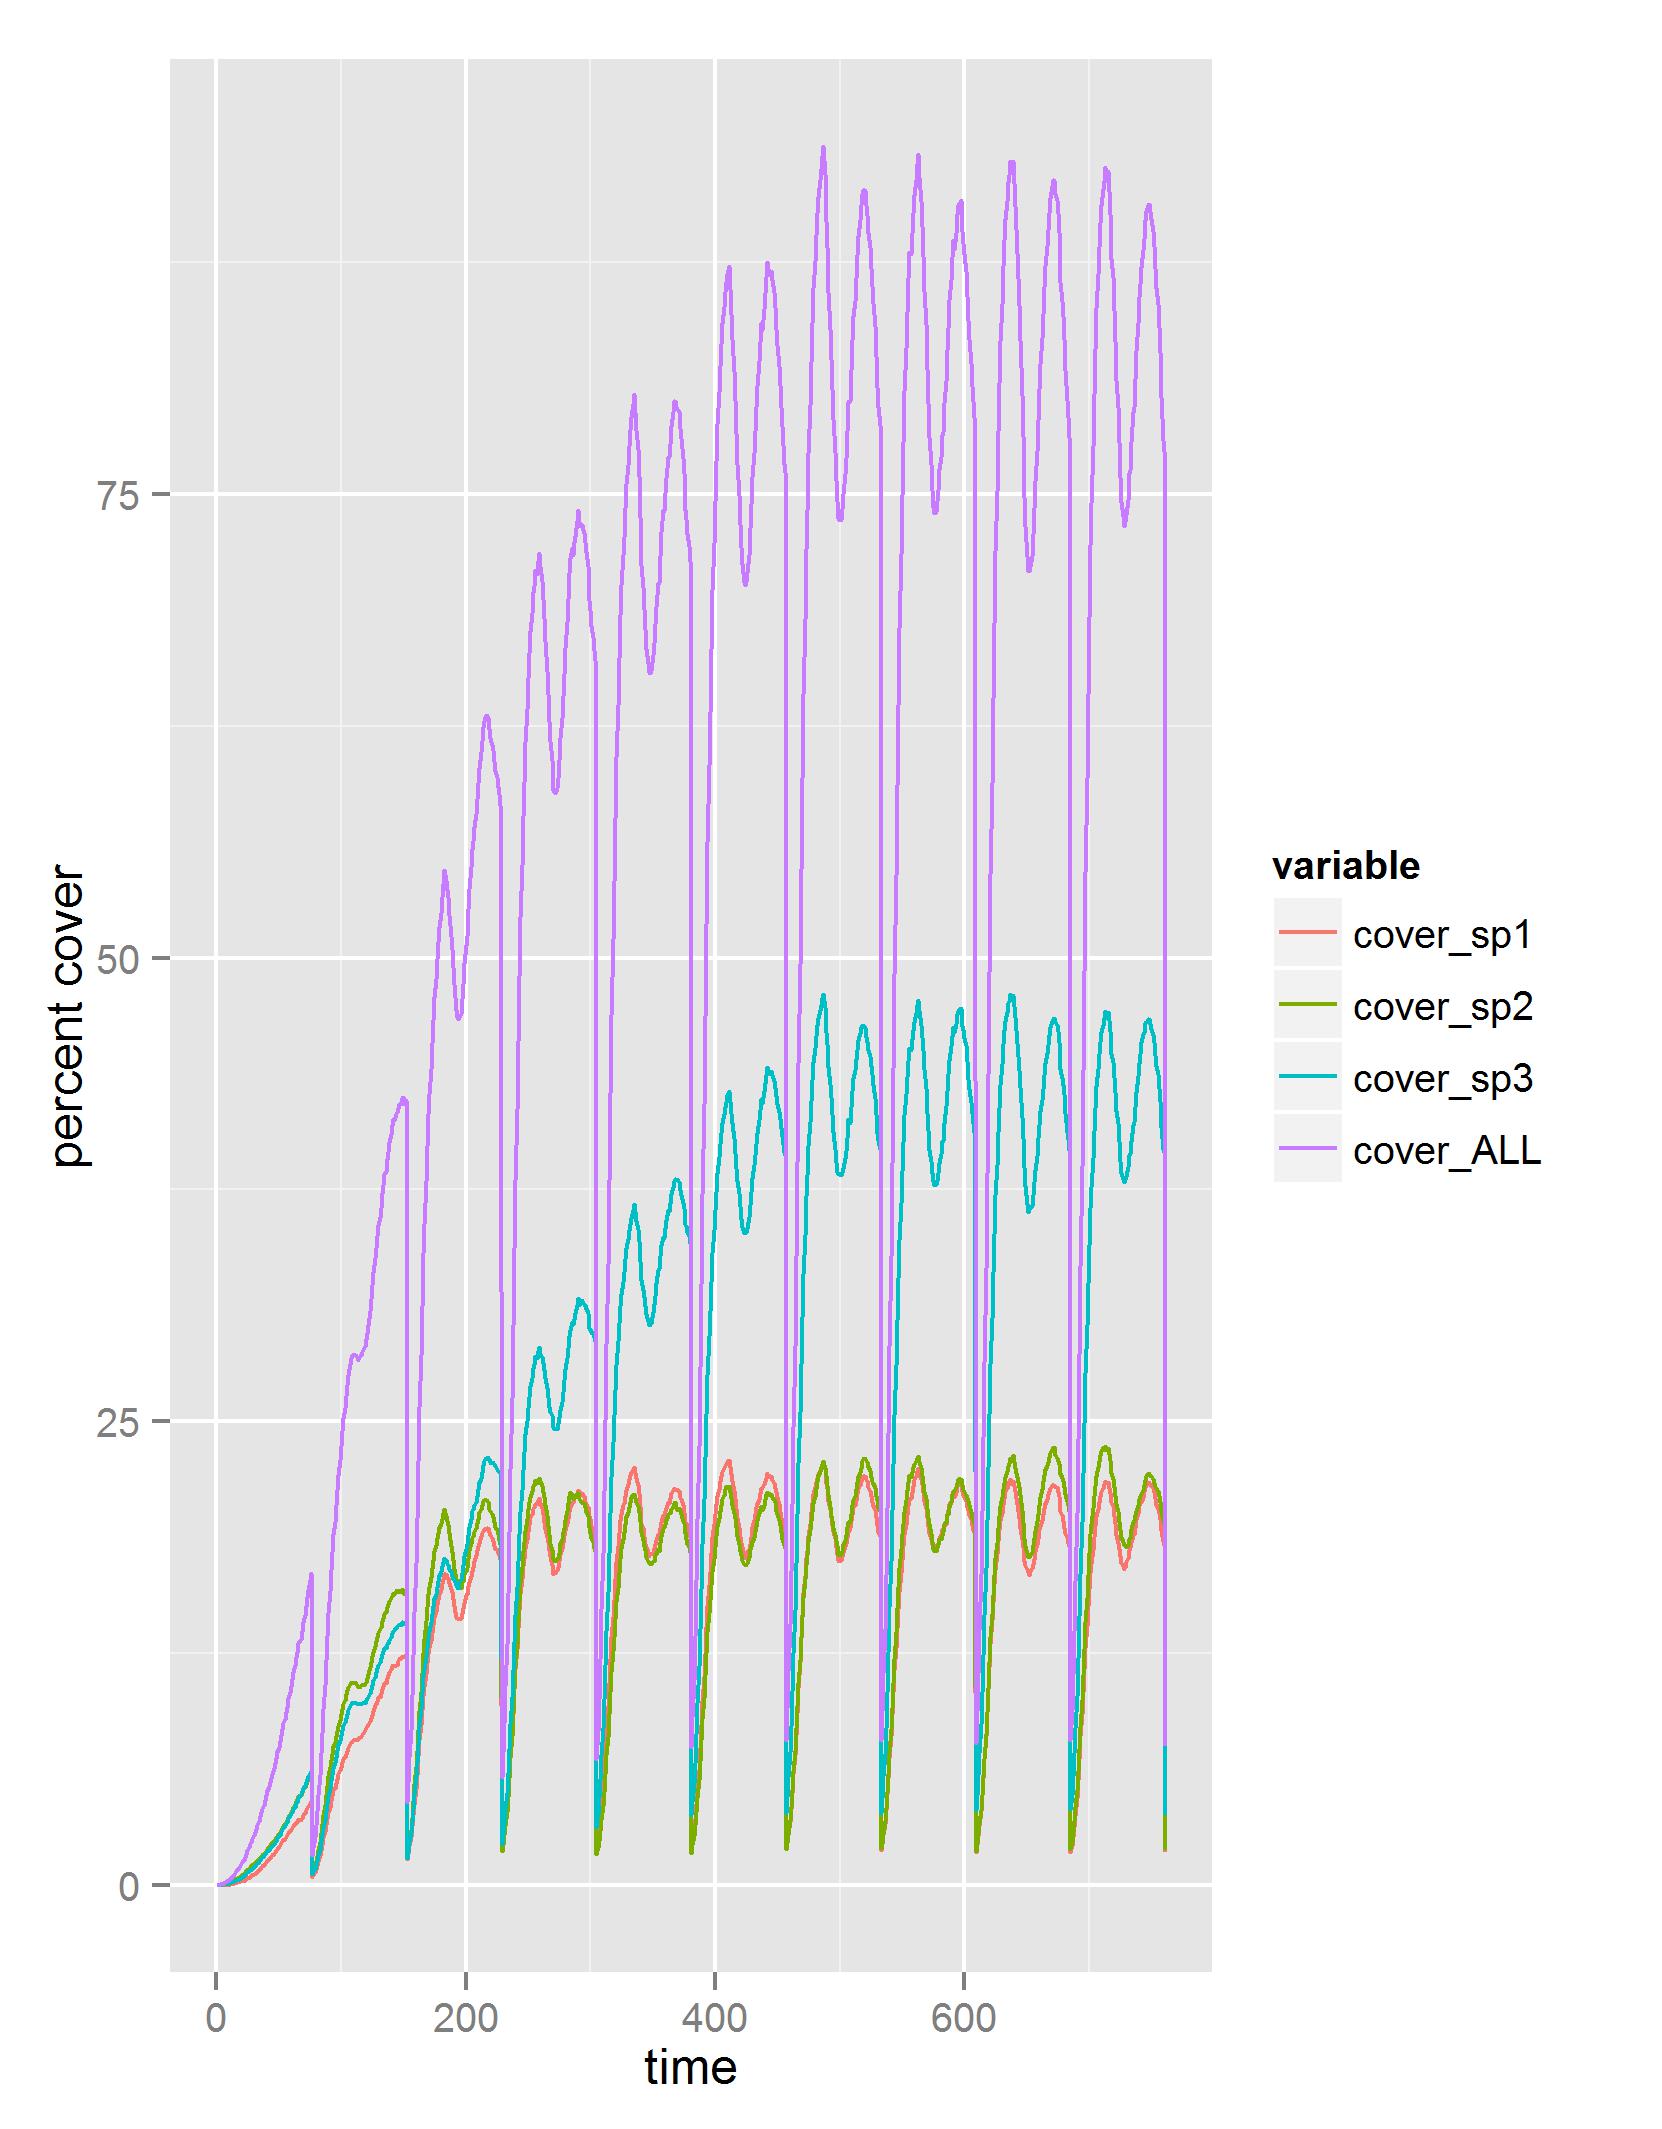 percent cover
75
50
25
0
0 200 400 600
time
variable
cover_sp1
cover_sp2
cover_sp3
cover_ALL